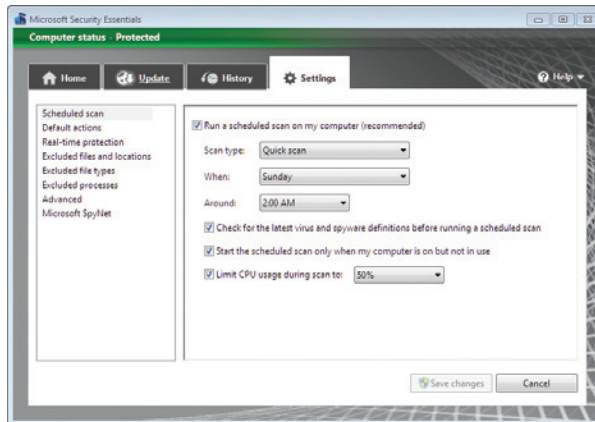 Microsoft Security Essentials
Computer status - Protected
Home Update History Settings Help
Scheduled scan
Default actions
Real-time protection
Excluded files and locations
Excluded file types
Excluded processes
Advanced
Microsoft SpyNet
Run a scheduled scan on my computer (recommended)
Scan type: Quick scan
When: Sunday
Around: 2:00 AM
Check for the latest virus and spyware definitions before running a scheduled scan
Start the scheduled scan only when my computer is on but not in use
Limit CPU usage during scan to: 50%
Save changes Cancel